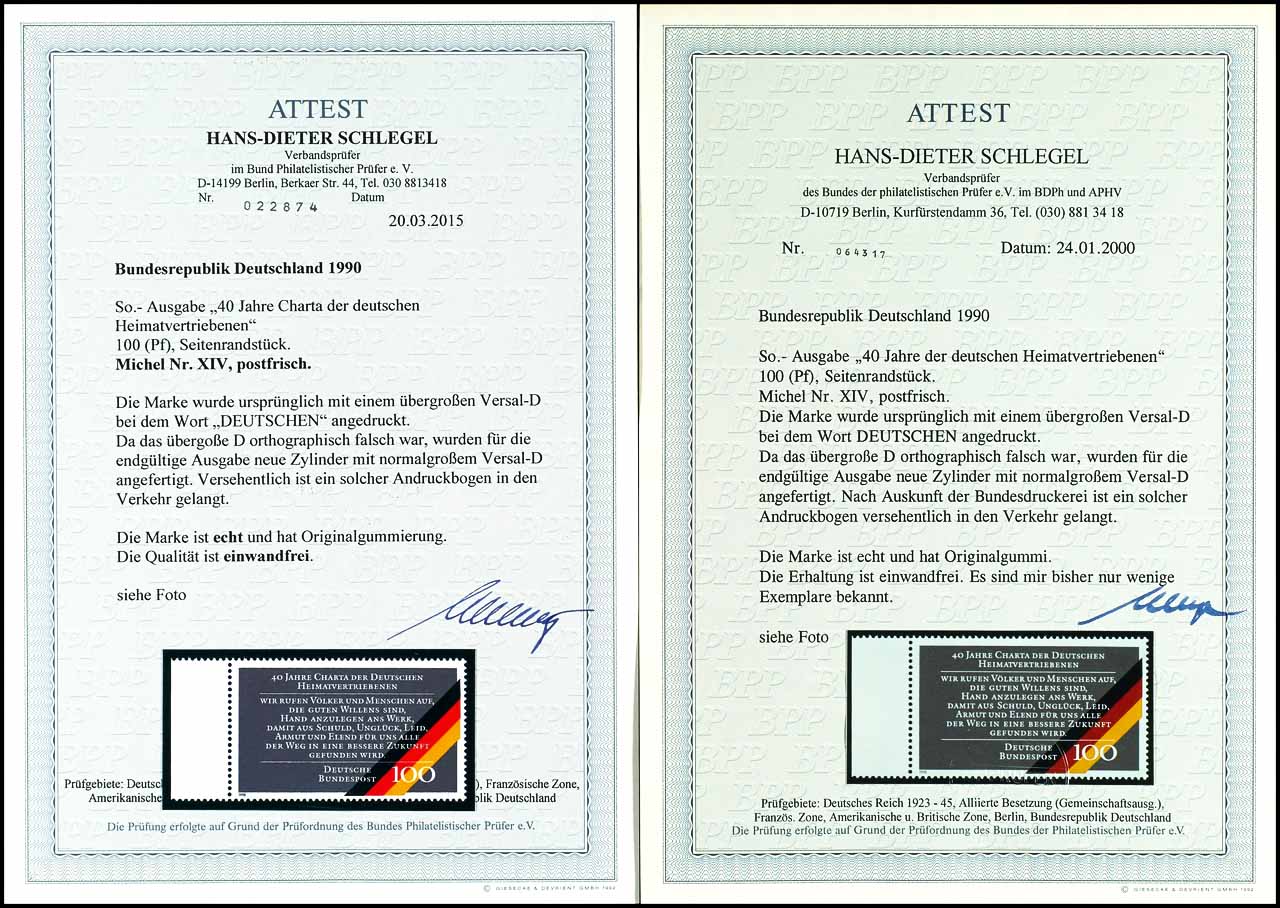 ATTEST
HANS-DIETER SCHLEGEL
Verbandsprüfer
im Bund Philatelistischer Prüfer e. V.
D-14199 Berlin, Berkaer Str. 44, Tel. 030 8813418
Nr. 022874 Datum
20.03.2015
Bundesrepublik Deutschland 1990
So.- Ausgabe „40 Jahre Charta der deutschen
Heimatvertriebenen“
100 (Pf), Seitenrandstück.
Michel Nr. XIV, postfrisch.
Die Marke wurde ursprünglich mit einem übergroßen Versal-D
bei dem Wort „DEUTSCHEN“ angedruckt.
Da das übergoße D orthographisch falsch war, wurden für die
endgültige Ausgabe neue Zylinder mit normalgroßem Versal-D
angefertigt. Versehentlich ist ein solcher Andruckbogen in den
Verkehr gelangt.
Die Marke ist echt und hat Originalgummierung.
Die Qualität ist einwandfrei.
siehe Foto
40 JAHRE CHARTA DER DEUTSCHEN
HEIMATVERTRIEBENEN
WIR RUFEN VÖLKER UND MENSCHEN AUF,
DIE GUTEN WILLENS SIND,
HAND ANZULEGEN ANS WERK,
DAMIT AUS SCHULD, UNGLÜCK, LEID,
ARMUT UND ELEND FÜR UNS ALLE
DER WEG IN EINE BESSERE ZUKUNFT
GEFUNDEN WIRD.
DEUTSCHE
BUNDESPOST 100
Prüfgebiete: Deutsc ), Französische Zone,
Amerikanische lik Deutschland
Die Prüfung erfolgte auf Grund der Prüfordnung des Bundes Philatelistischer Prüfer e.V.
© GIESECKE & DEVRIENT GMBH 1992
ATTEST
HANS-DIETER SCHLEGEL
Verbandsprüfer
des Bundes der philatelistischen Prüfer e.V. im BDPh und APHV
D-10719 Berlin, Kurfürstendamm 36, Tel. (030) 881 34 18
Nr. 064317 Datum: 24.01.2000
Bundesrepublik Deutschland 1990
So.- Ausgabe „40 Jahre der deutschen Heimatvertriebenen“
100 (Pf), Seitenrandstück.
Michel Nr. XIV, postfrisch.
Die Marke wurde ursprünglich mit einem übergroßen Versal-D
bei dem Wort DEUTSCHEN angedruckt.
Da das übergroße D orthographisch falsch war, wurden für die
endgültige Ausgabe neue Zylinder mit normalgroßem Versal-D
angefertigt. Nach Auskunft der Bundesdruckerei ist ein solcher
Andruckbogen versehentlich in den Verkehr gelangt.
Die Marke ist echt und hat Originalgummi.
Die Erhaltung ist einwandfrei. Es sind mir bisher nur wenige
Exemplare bekannt.
siehe Foto
40 JAHRE CHARTA DER DEUTSCHEN
HEIMATVERTRIEBENEN
WIR RUFEN VÖLKER UND MENSCHEN AUF,
DIE GUTEN WILLENS SIND,
HAND ANZULEGEN ANS WERK,
DAMIT AUS SCHULD, UNGLÜCK, LEID,
ARMUT UND ELEND FÜR UNS ALLE
DER WEG IN EINE BESSERE ZUKUNFT
GEFUNDEN WIRD.
DEUTSCHE
BUNDESPOST 100
Prüfgebiete: Deutsches Reich 1923 - 45, Alliierte Besetzung (Gemeinschaftsausg.),
Französ. Zone, Amerikanische u. Britische Zone, Berlin, Bundesrepublik Deutschland
Die Prüfung erfolgte auf Grund der Prüfordnung des Bundes der Philatelistischen Prüfer e.V.
© GIESECKE & DEVRIENT GMBH 1992